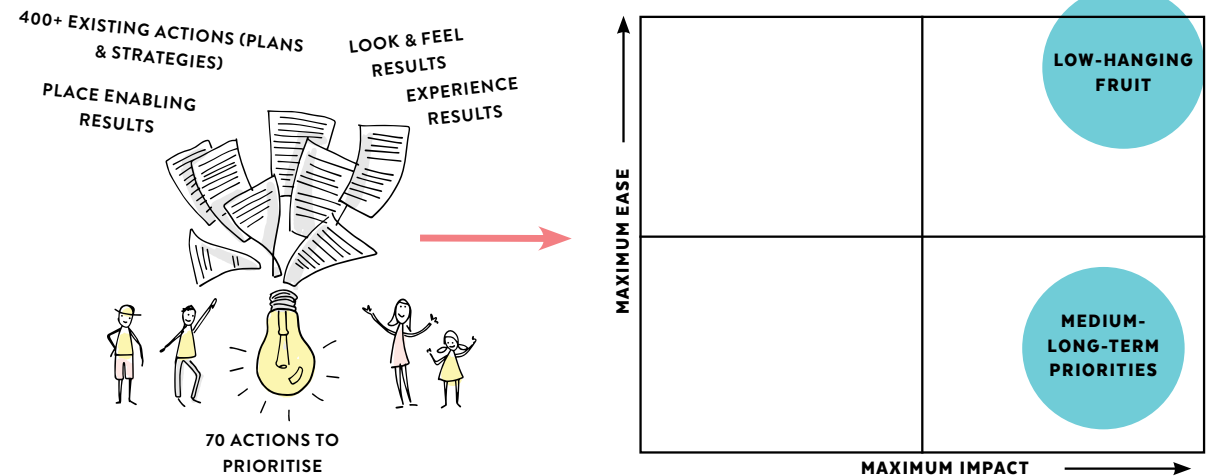 400+ EXISTING ACTIONS (PLANS
& STRATEGIES)
LOOK & FEEL
RESULTS
PLACE ENABLING
RESULTS
EXPERIENCE
RESULTS
70 ACTIONS TO
PRIORITISE
MAXIMUM EASE
LOW-HANGING
FRUIT
MEDIUM-
LONG-TERM
PRIORITIES
MAXIMUM IMPACT